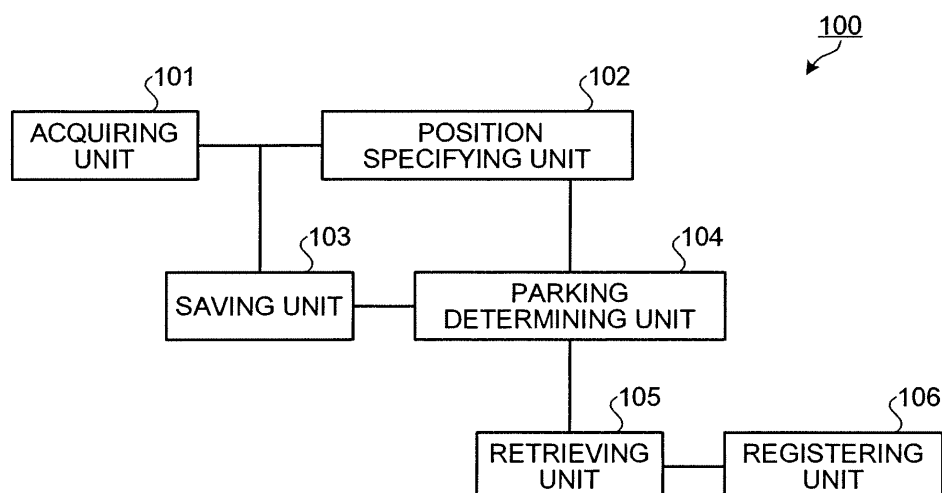 100
101
102
ACQUIRING
UNIT
POSITION
SPECIFYING UNIT
103
104
SAVING UNIT
PARKING
DETERMINING UNIT
105
106
RETRIEVING
UNIT
REGISTERING
UNIT